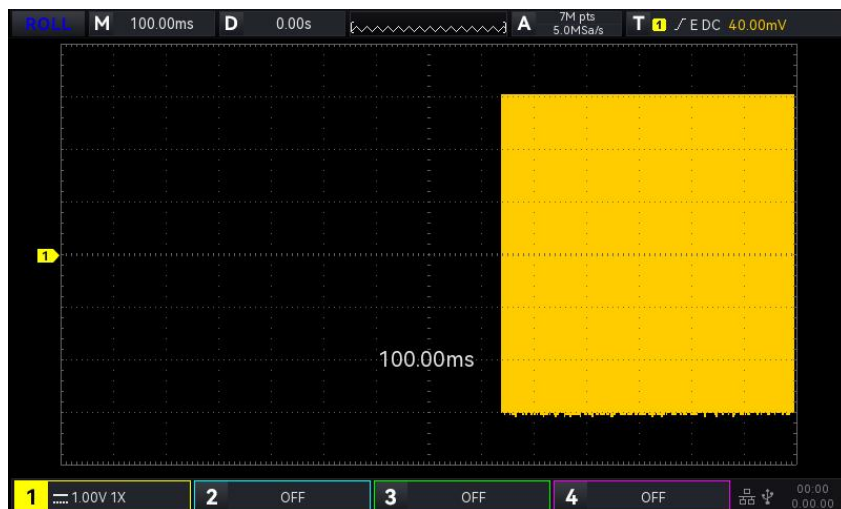 ROLL M 100.00ms D 0.00s A 7M pts T 1 E DC 40.00mV
5.0MSa/s
1
100.00ms
1 1.00V 1X 2 OFF 3 OFF 4 OFF 00:00
0.00.00